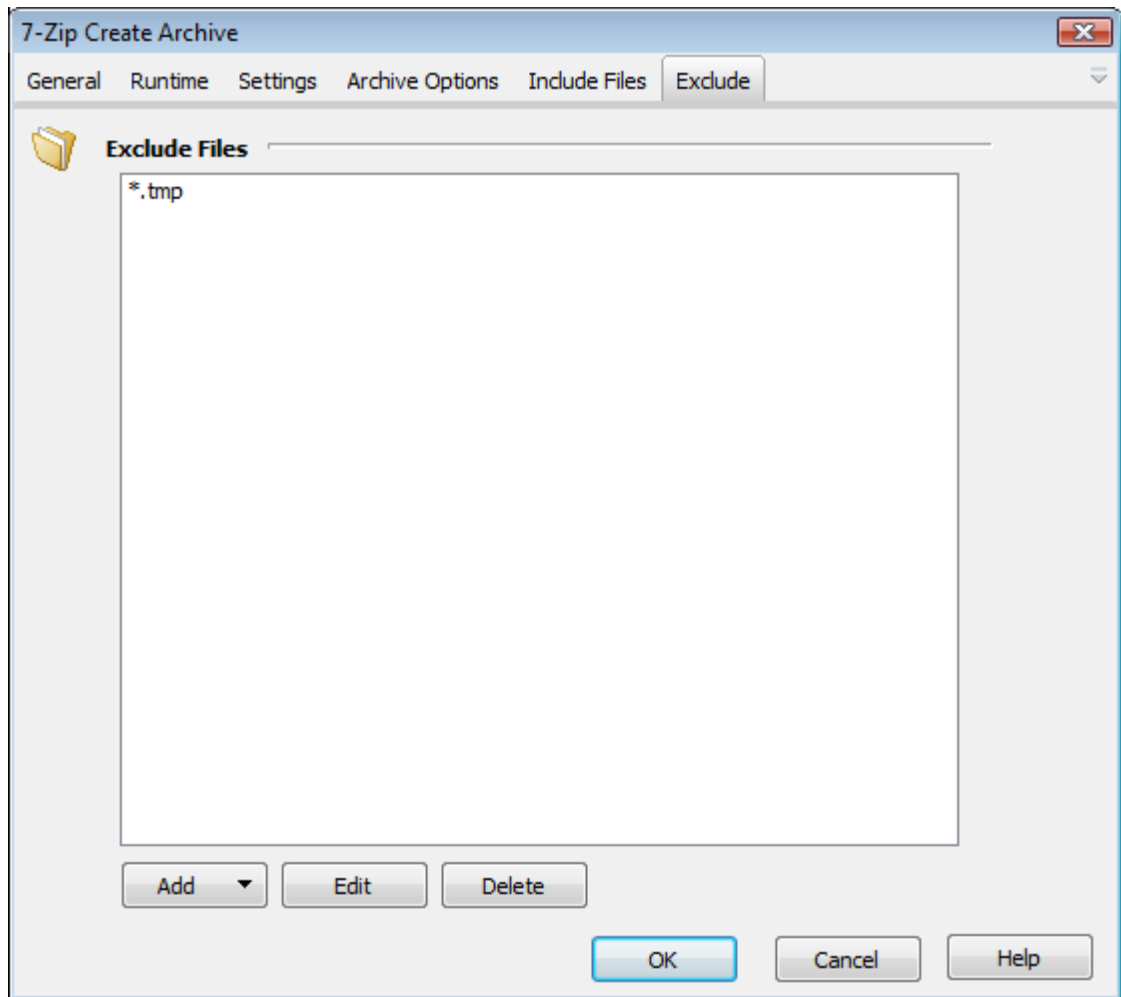 7-Zip Create Archive
General Runtime Settings Archive Options Include Files Exclude
Exclude Files
*.tmp
Add Edit Delete
OK Cancel Help